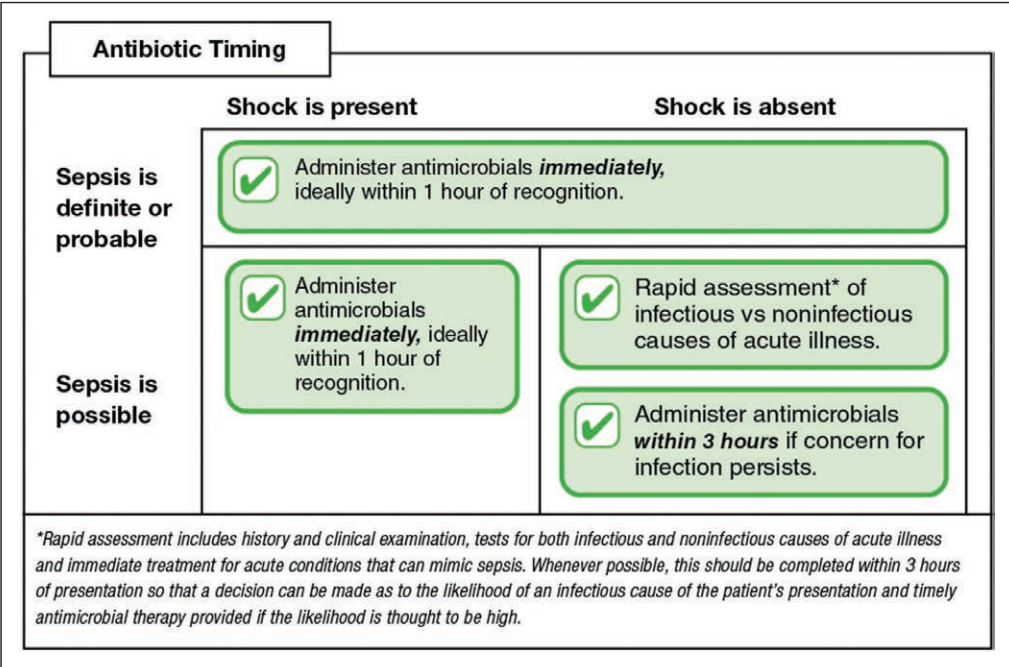 Antibiotic Timing
Shock is present
Shock is absent
Sepsis is
definite or
probable
Administer antimicrobials immediately,
ideally within 1 hour of recognition.
Sepsis is
possible
Administer
antimicrobials
immediately, ideally
within 1 hour of
recognition.
Rapid assessment* of
infectious vs noninfectious
causes of acute illness.
Administer antimicrobials
within 3 hours if concern for
infection persists.
*Rapid assessment includes history and clinical examination, tests for both infectious and noninfectious causes of acute illness
and immediate treatment for acute conditions that can mimic sepsis. Whenever possible, this should be completed within 3 hours
of presentation so that a decision can be made as to the likelihood of an infectious cause of the patient's presentation and timely
antimicrobial therapy provided if the likelihood is thought to be high.